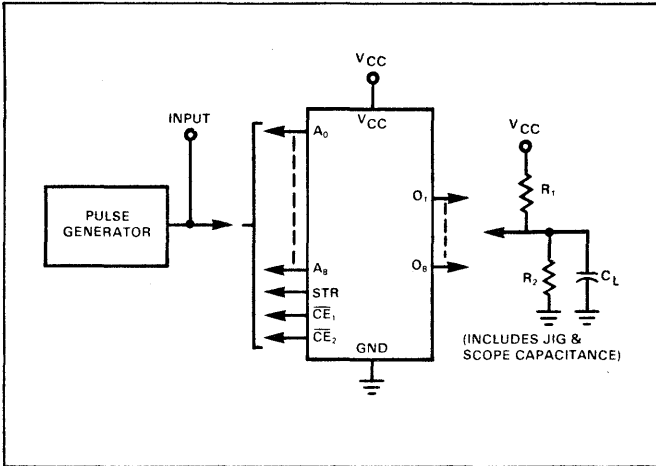 VCC
INPUT
VCC
A0
PULSE
GENERATOR
A8
STR
CE1
CE2
GND
O1
O8
VCC
R1
R2
CL
(INCLUDES JIG &
SCOPE CAPACITANCE)